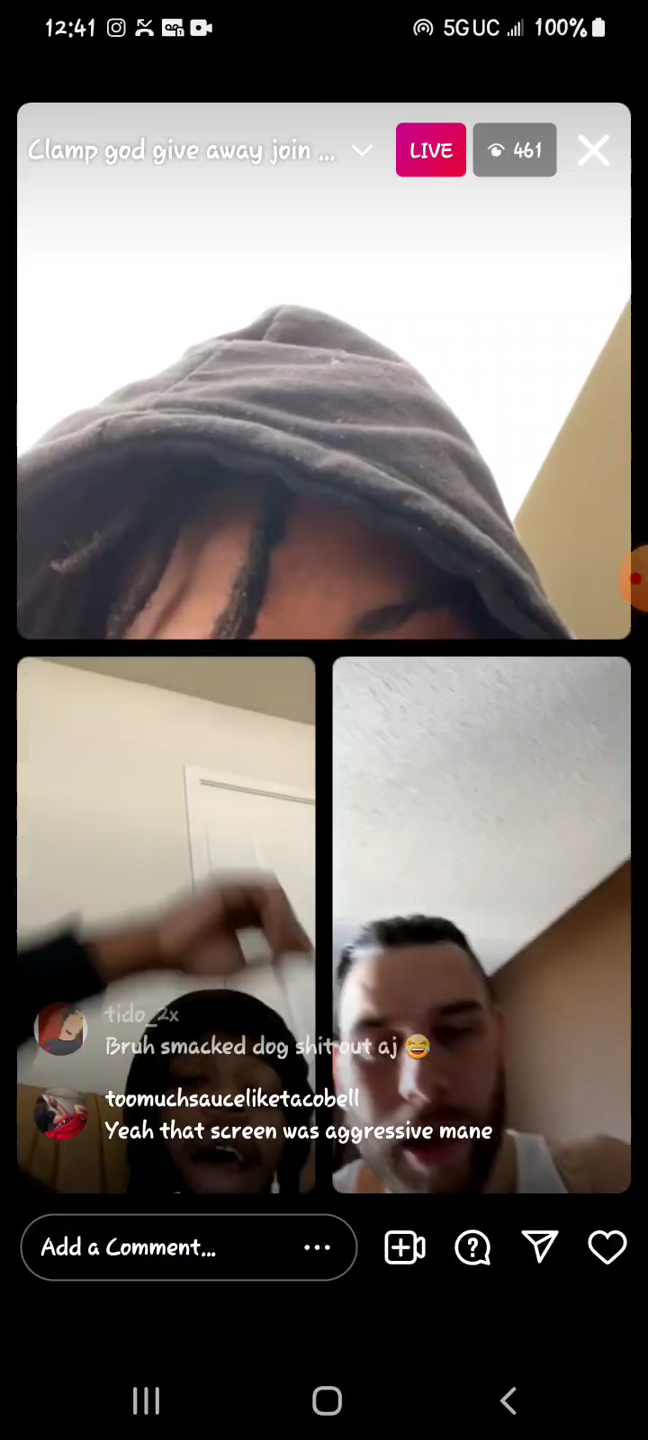 12:41
5G UC
100%
Clamp god give away join ...
LIVE
461
tido_2x
Bruh smacked dog shit out aj 😂
toomuchsauceliketacobell
Yeah that screen was aggressive mane
Add a Comment...